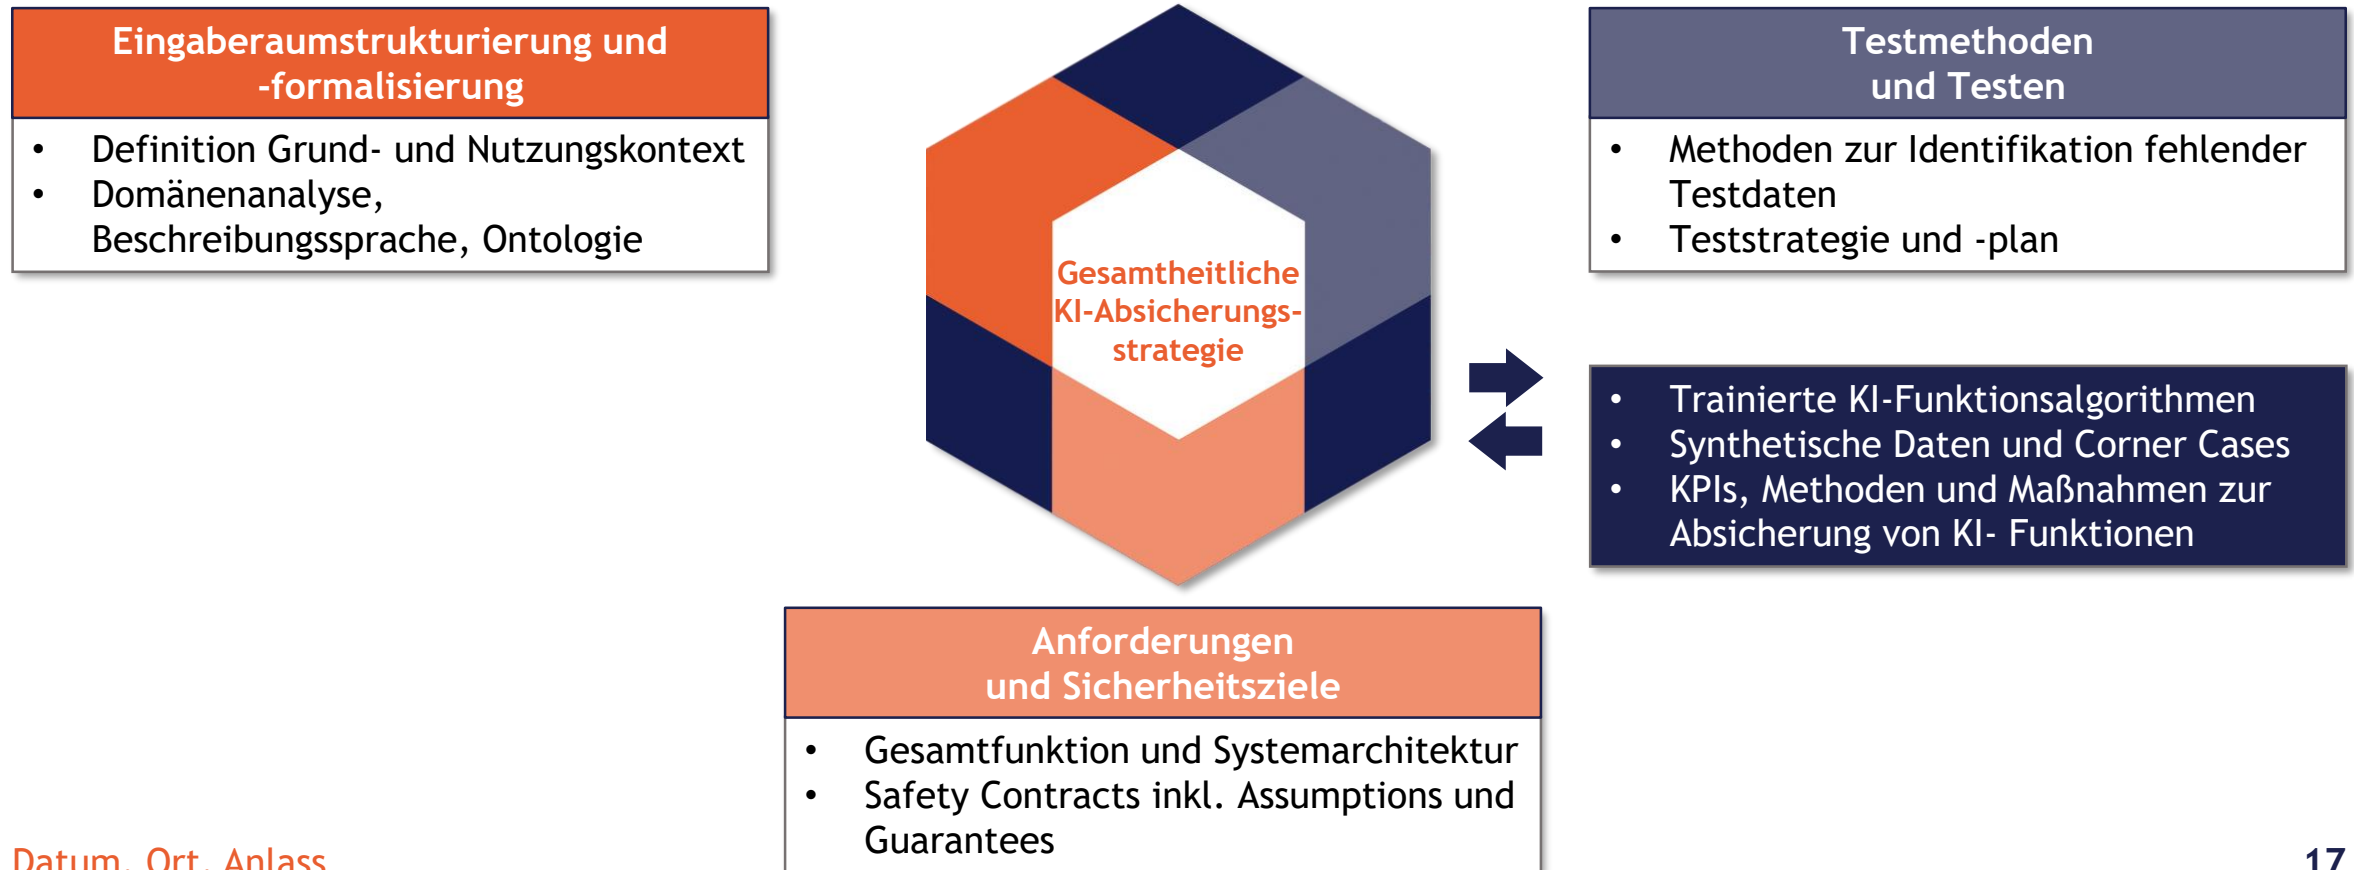 Eingaberaumstrukturierung und
-formalisierung
• Definition Grund- und Nutzungskontext
• Domänenanalyse,
Beschreibungssprache, Ontologie
Gesamtheitliche
KI-Absicherungs-
strategie
Testmethoden
und Testen
• Methoden zur Identifikation fehlender
Testdaten
• Teststrategie und -plan
• Trainierte KI-Funktionsalgorithmen
• Synthetische Daten und Corner Cases
• KPIs, Methoden und Maßnahmen zur
Absicherung von KI- Funktionen
Anforderungen
und Sicherheitsziele
• Gesamtfunktion und Systemarchitektur
• Safety Contracts inkl. Assumptions und
Guarantees
Datum, Ort, Anlass
17